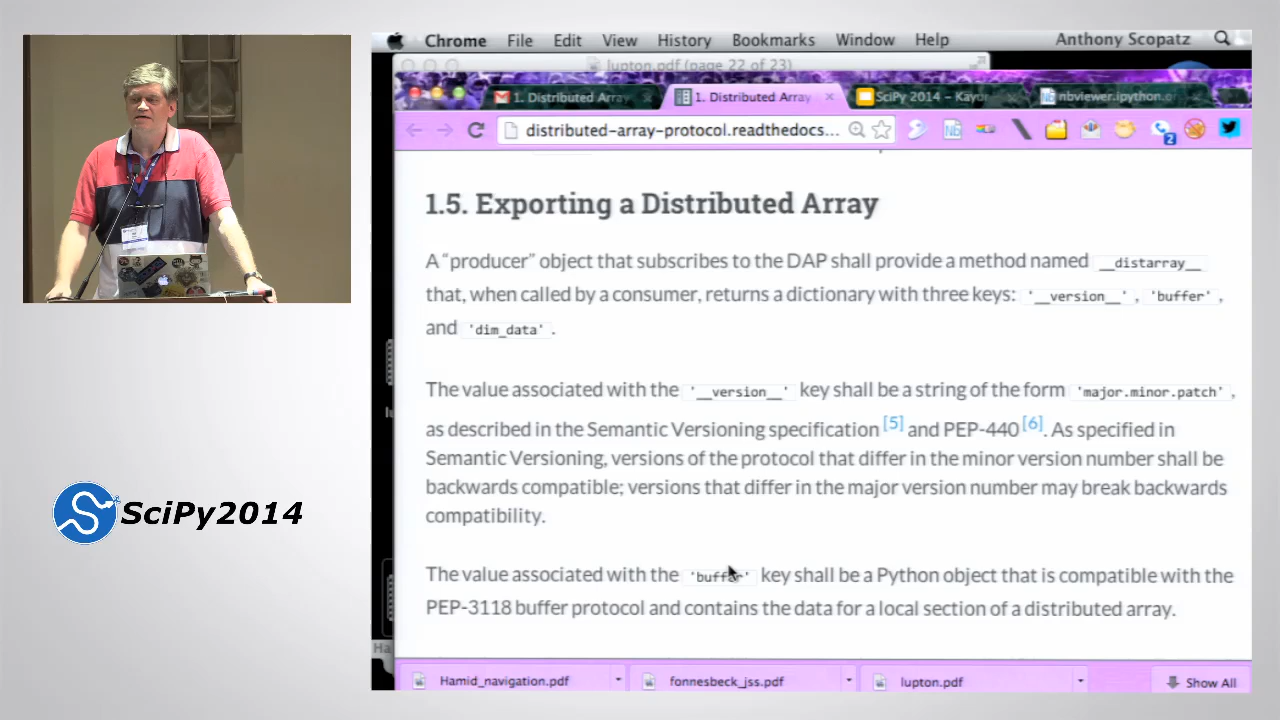 Chrome File Edit View History Bookmarks Window Help Anthony Scopatz
lupton.pdf (page 22 of 23)
1. Distributed Array
1. Distributed Array
SciPy 2014 – Kayo
nbviewer.ipython.or
distributed-array-protocol.readthedocs...
2
1.5. Exporting a Distributed Array
A “producer” object that subscribes to the DAP shall provide a method named __distarray__
that, when called by a consumer, returns a dictionary with three keys: '__version__', 'buffer',
and 'dim_data'.
The value associated with the '__version__' key shall be a string of the form 'major.minor.patch',
as described in the Semantic Versioning specification [5] and PEP-440 [6]. As specified in
Semantic Versioning, versions of the protocol that differ in the minor version number shall be
backwards compatible; versions that differ in the major version number may break backwards
compatibility.
The value associated with the 'buffer' key shall be a Python object that is compatible with the
PEP-3118 buffer protocol and contains the data for a local section of a distributed array.
Ha
Hamid_navigation.pdf
fonnesbeck_jss.pdf
lupton.pdf
Show All
SciPy2014